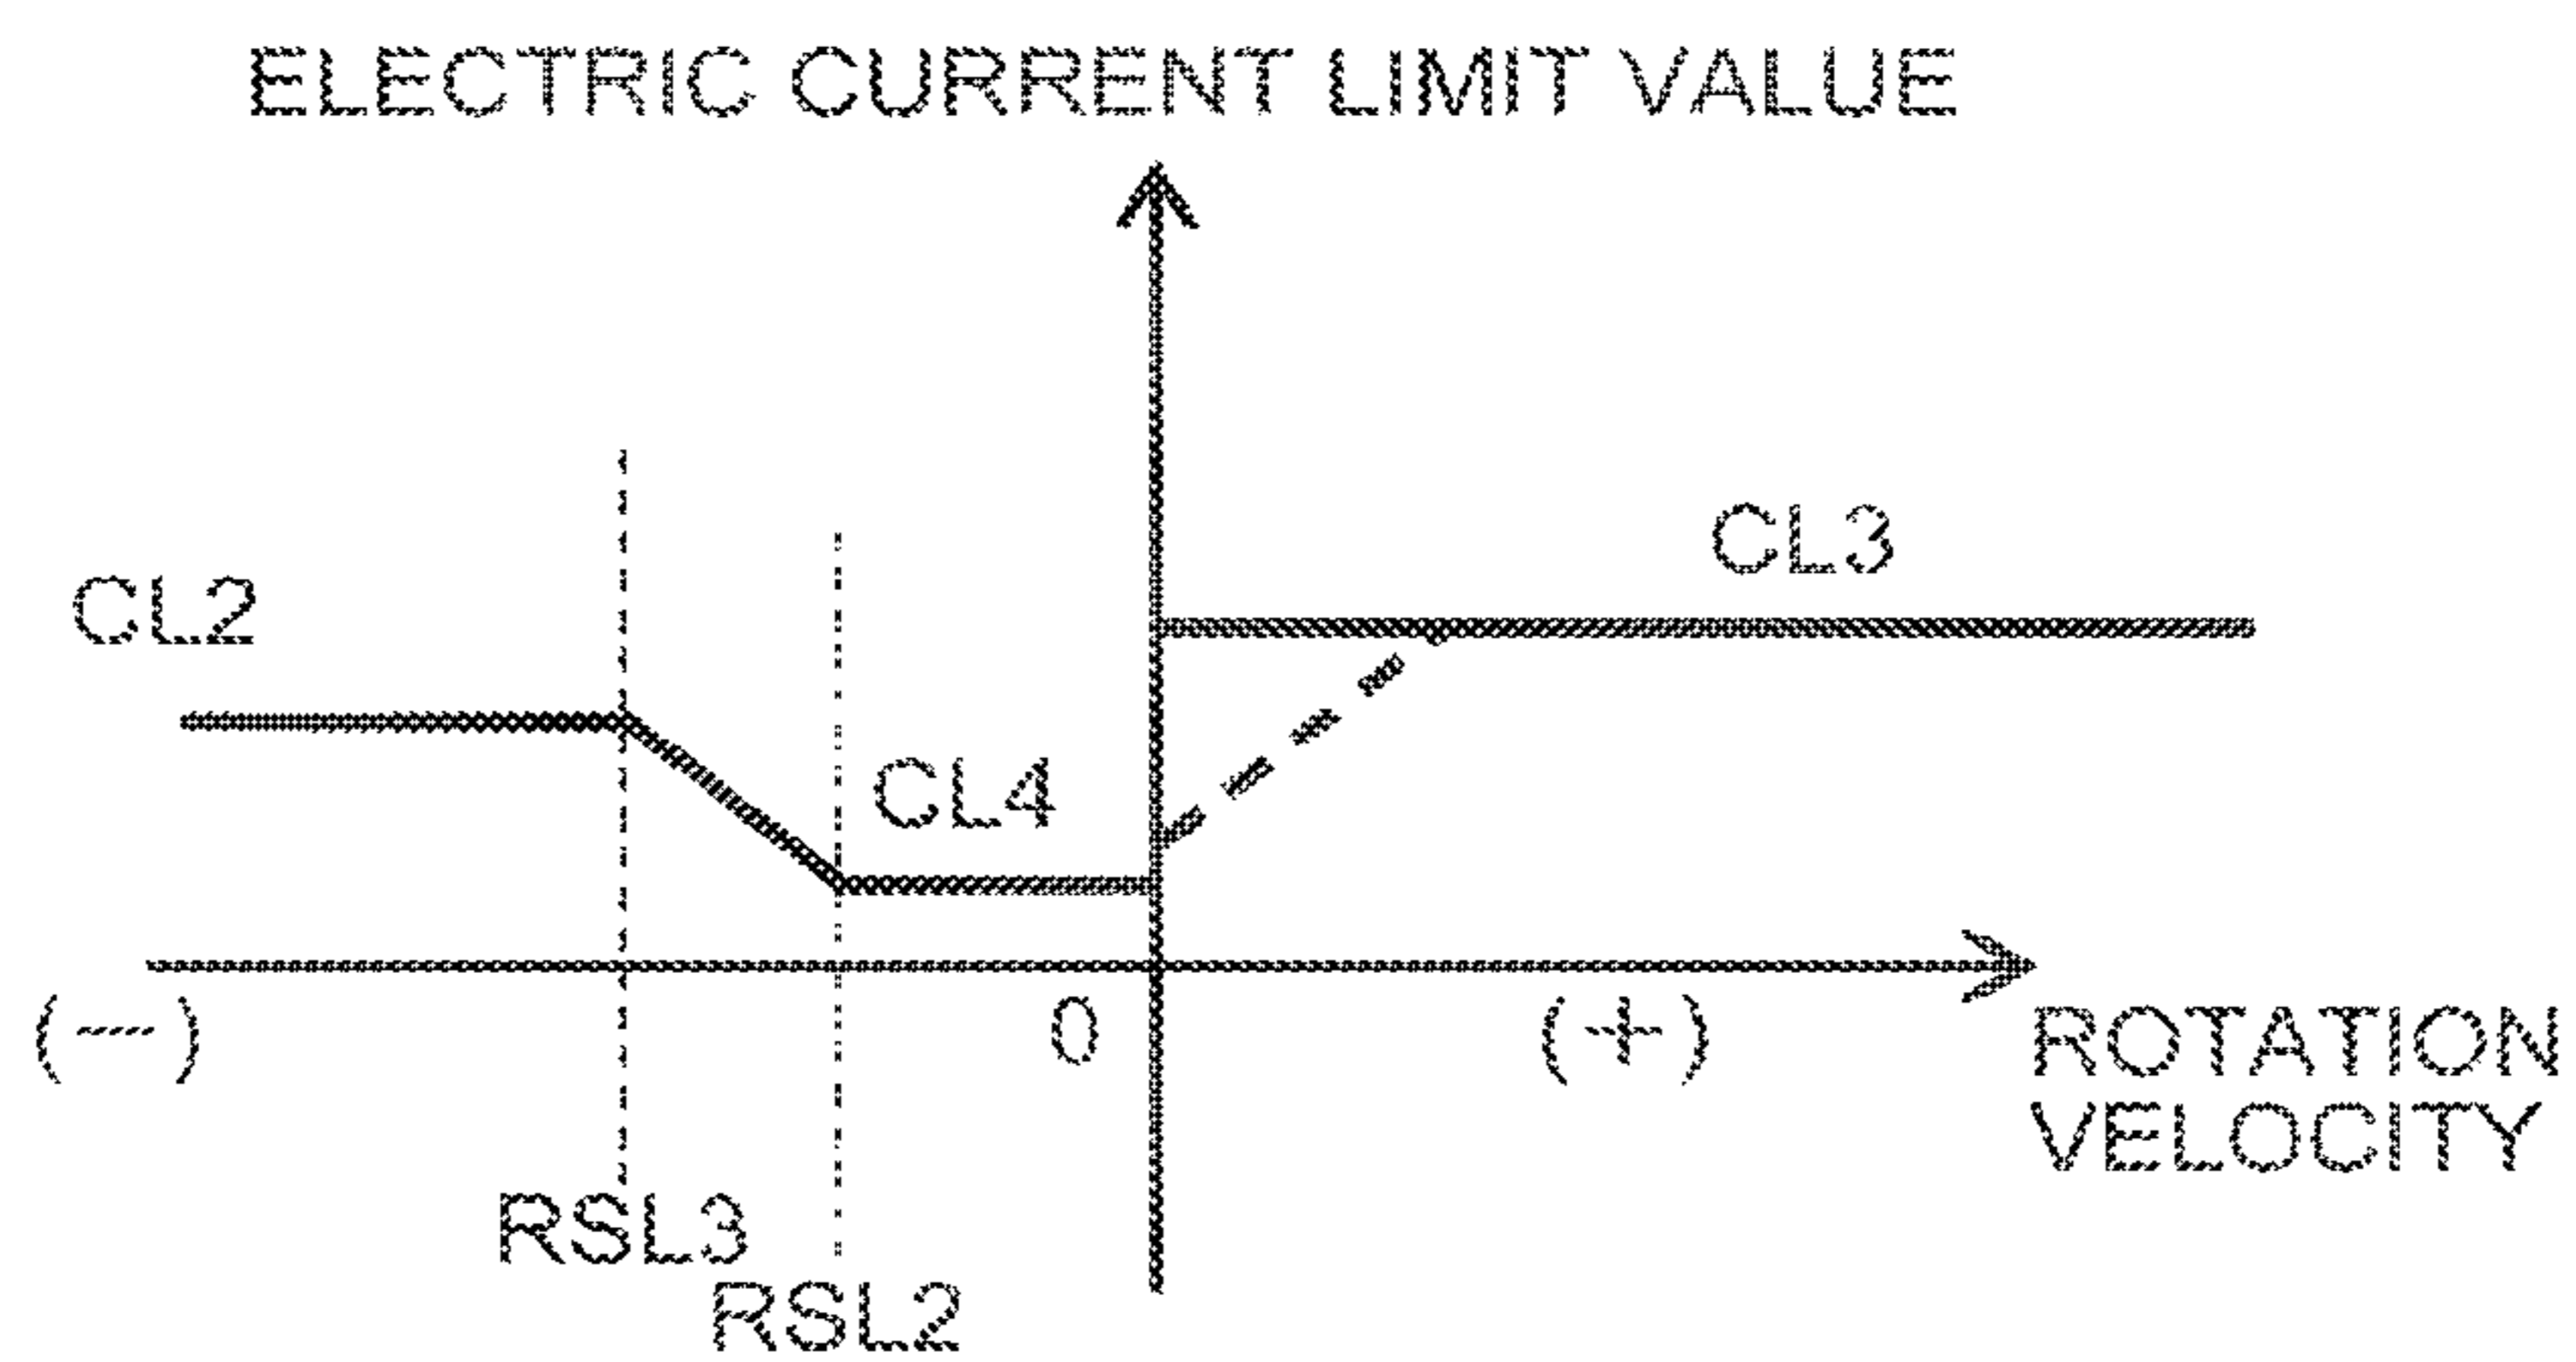 ELECTRIC CURRENT LIMIT VALUE
CL3
CL2
CL4
(—)
0
(+)
ROTATION
VELOCITY
RSL3
RSL2